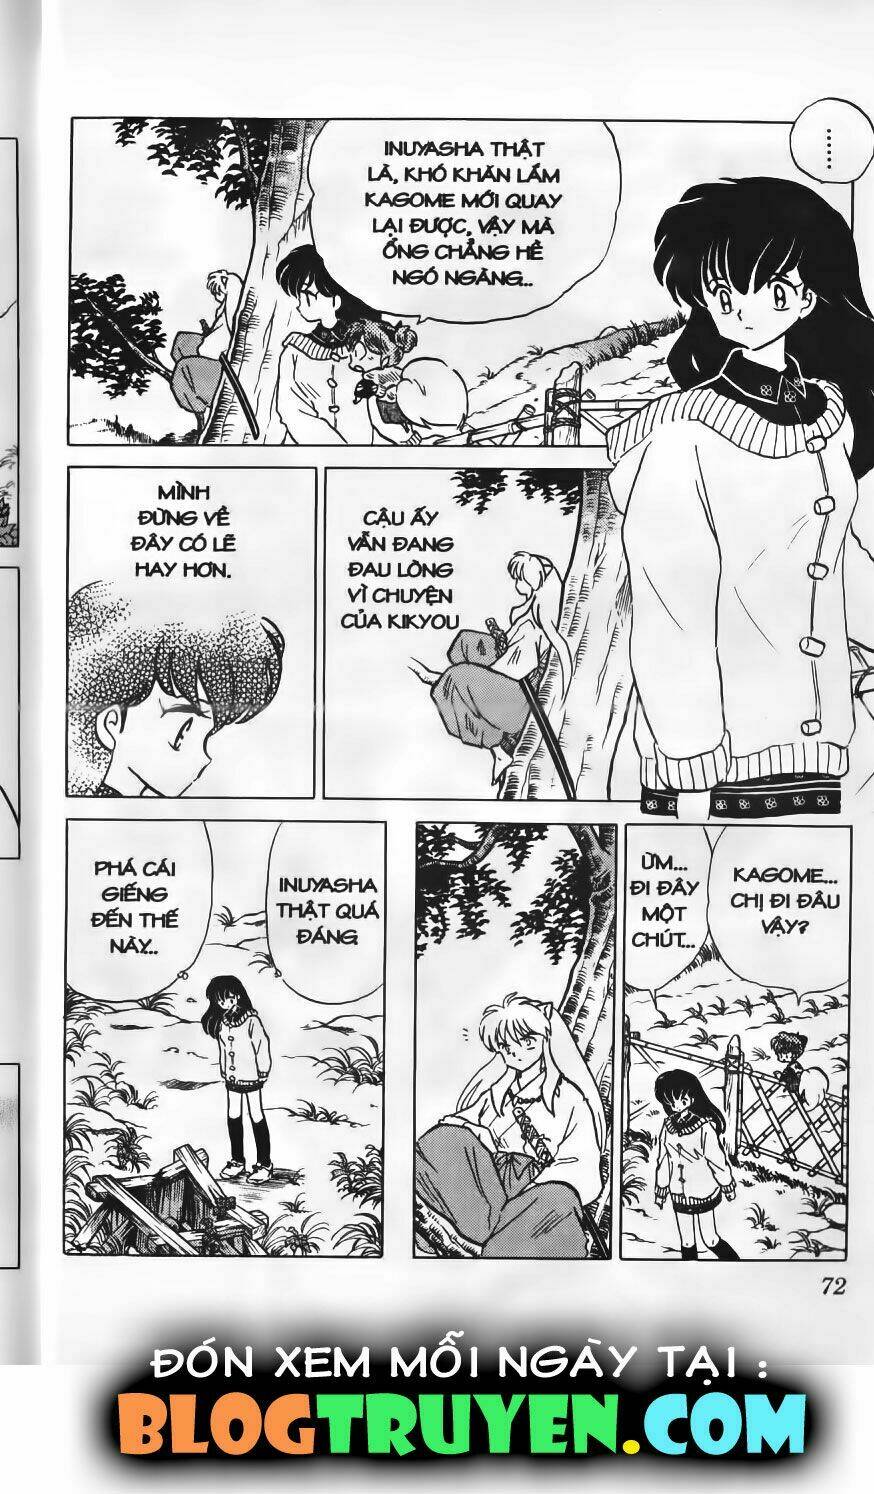 ......
INUYASHA THẬT
LÀ, KHÓ KHĂN LẮM
KAGOME MỚI QUAY
LẠI ĐƯỢC, VẬY MÀ
ỔNG CHẲNG HỀ
NGÓ NGÀNG...
CẬU ẤY
VẪN ĐANG
ĐAU LÒNG
VÌ CHUYỆN
CỦA KIKYOU
MÌNH
ĐỪNG VỀ
ĐÂY CÓ LẼ
HAY HƠN.
KAGOME...
CHỊ ĐI ĐÂU
VẬY?
ỪM...
ĐI ĐÂY
MỘT
CHÚT...
INUYASHA
THẬT QUÁ
ĐÁNG
PHÁ CÁI
GIẾNG
ĐẾN THẾ
NÀY...
72
ĐÓN XEM MỖI NGÀY TẠI :
BLOGTRUYEN.COM